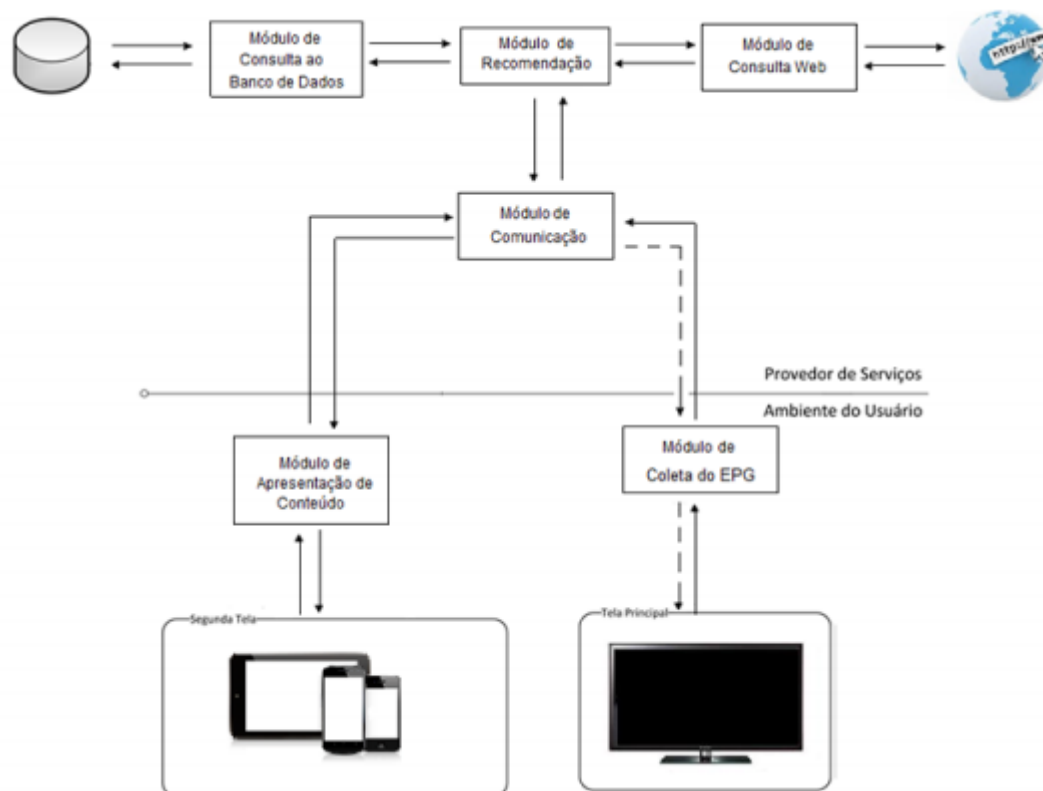 Módulo de
Consulta ao
Banco de Dados
Módulo de
Recomendação
Módulo de
Consulta Web
http://
Módulo de
Comunicação
Provedor de Serviços
Ambiente do Usuário
Módulo de
Apresentação de
Conteúdo
Módulo de
Coleta do EPG
Segunda Tela
Tela Principal